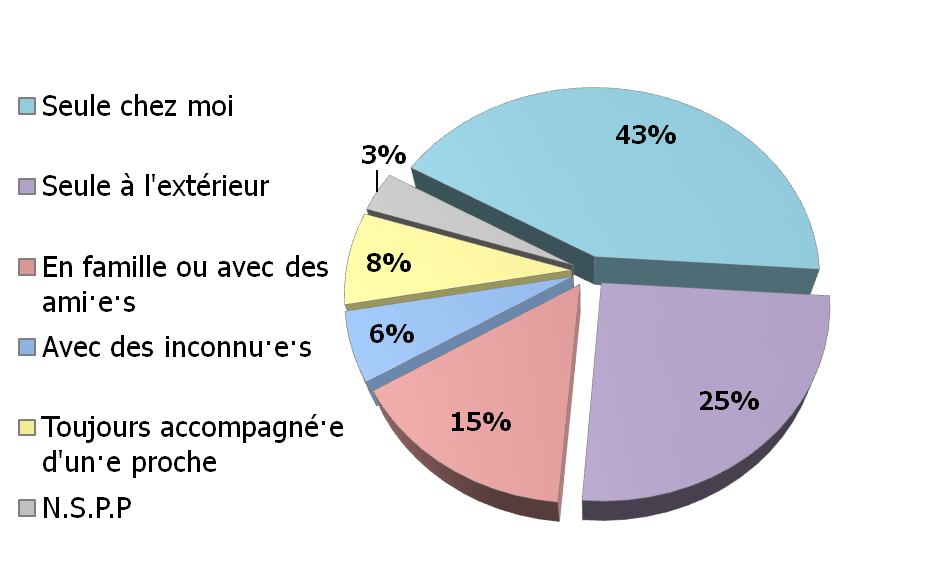 Seule chez moi
Seule à l'extérieur
En famille ou avec des
ami·e·s
Avec des inconnu·e·s
Toujours accompagné·e
d'un·e proche
N.S.P.P
43%
3%
8%
6%
25%
15%